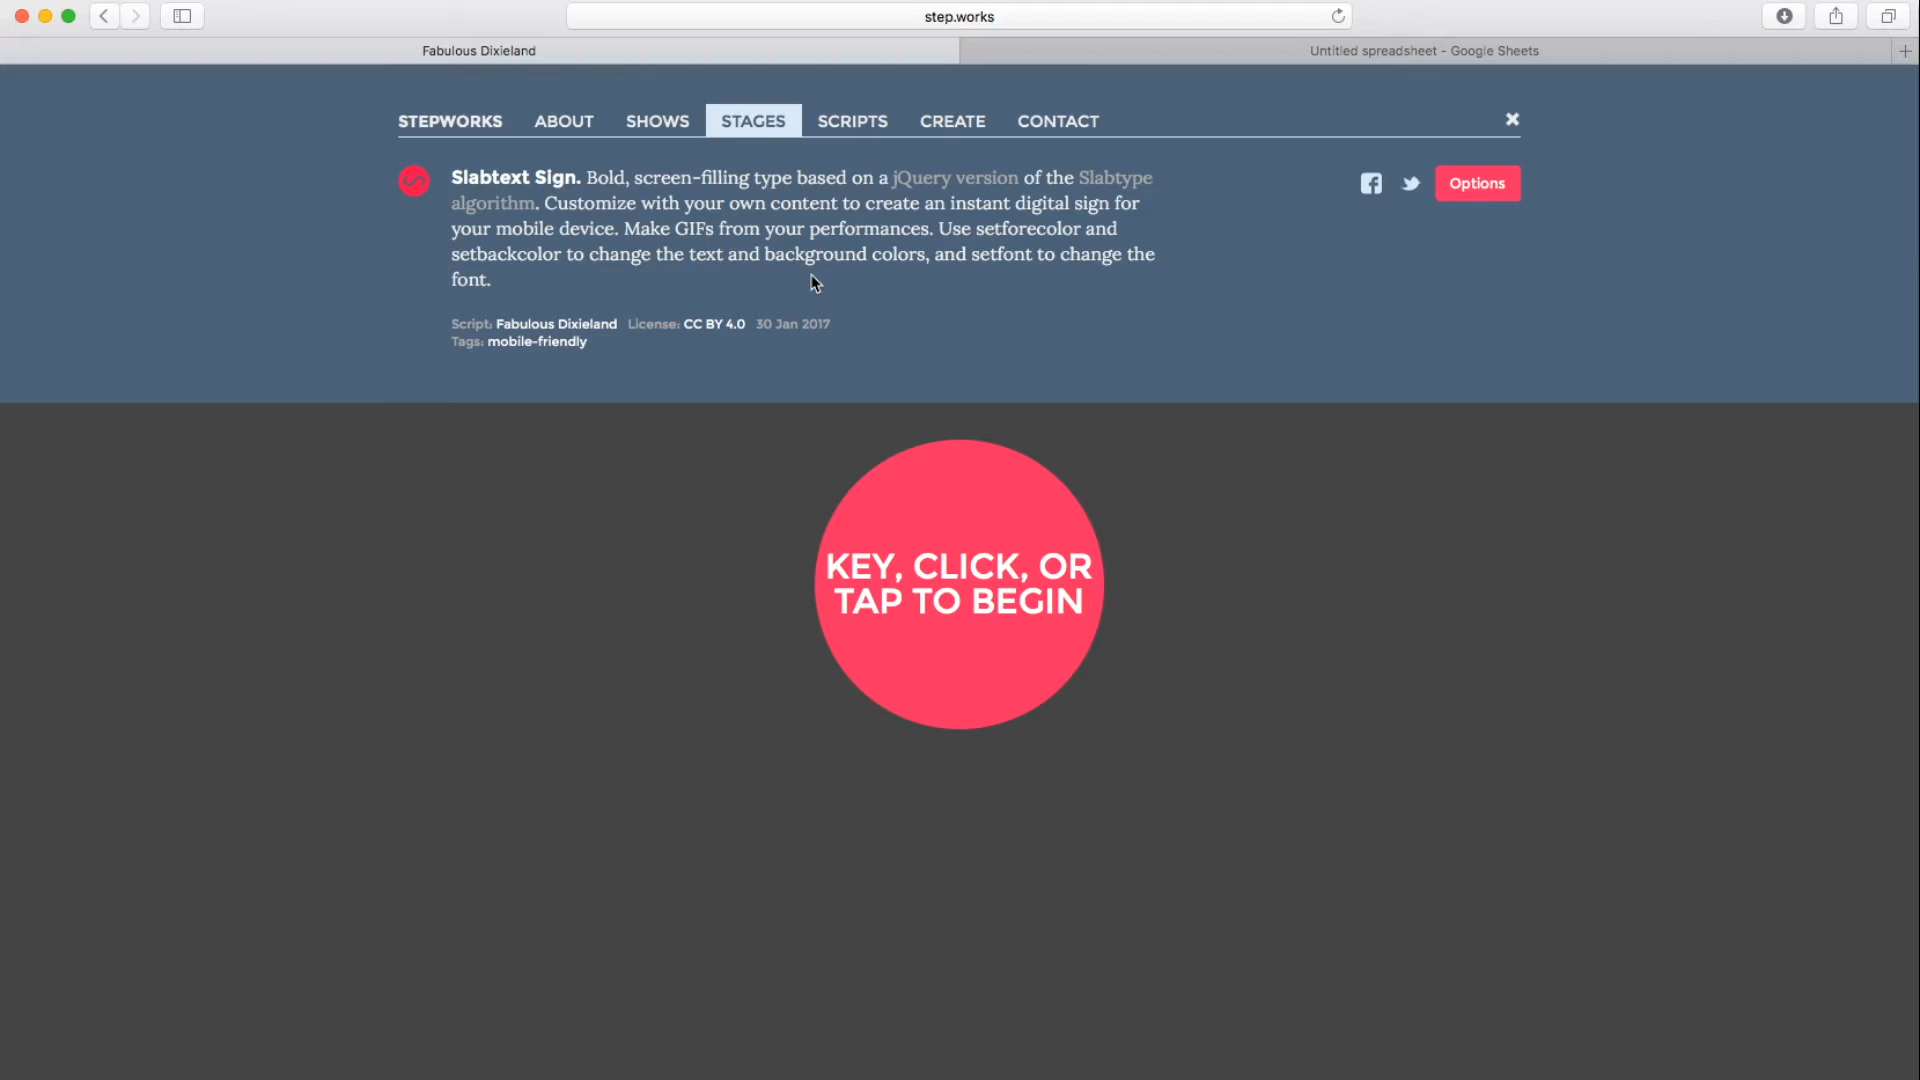 step.works
Fabulous Dixieland
Untitled spreadsheet - Google Sheets
STEPWORKS ABOUT SHOWS STAGES SCRIPTS CREATE CONTACT
Slabtext Sign. Bold, screen-filling type based on a jQuery version of the Slabtype
algorithm. Customize with your own content to create an instant digital sign for
your mobile device. Make GIFs from your performances. Use setforecolor and
setbackcolor to change the text and background colors, and setfont to change the
font.
Options
Script: Fabulous Dixieland License: CC BY 4.0 30 Jan 2017
Tags: mobile-friendly
KEY, CLICK, OR
TAP TO BEGIN